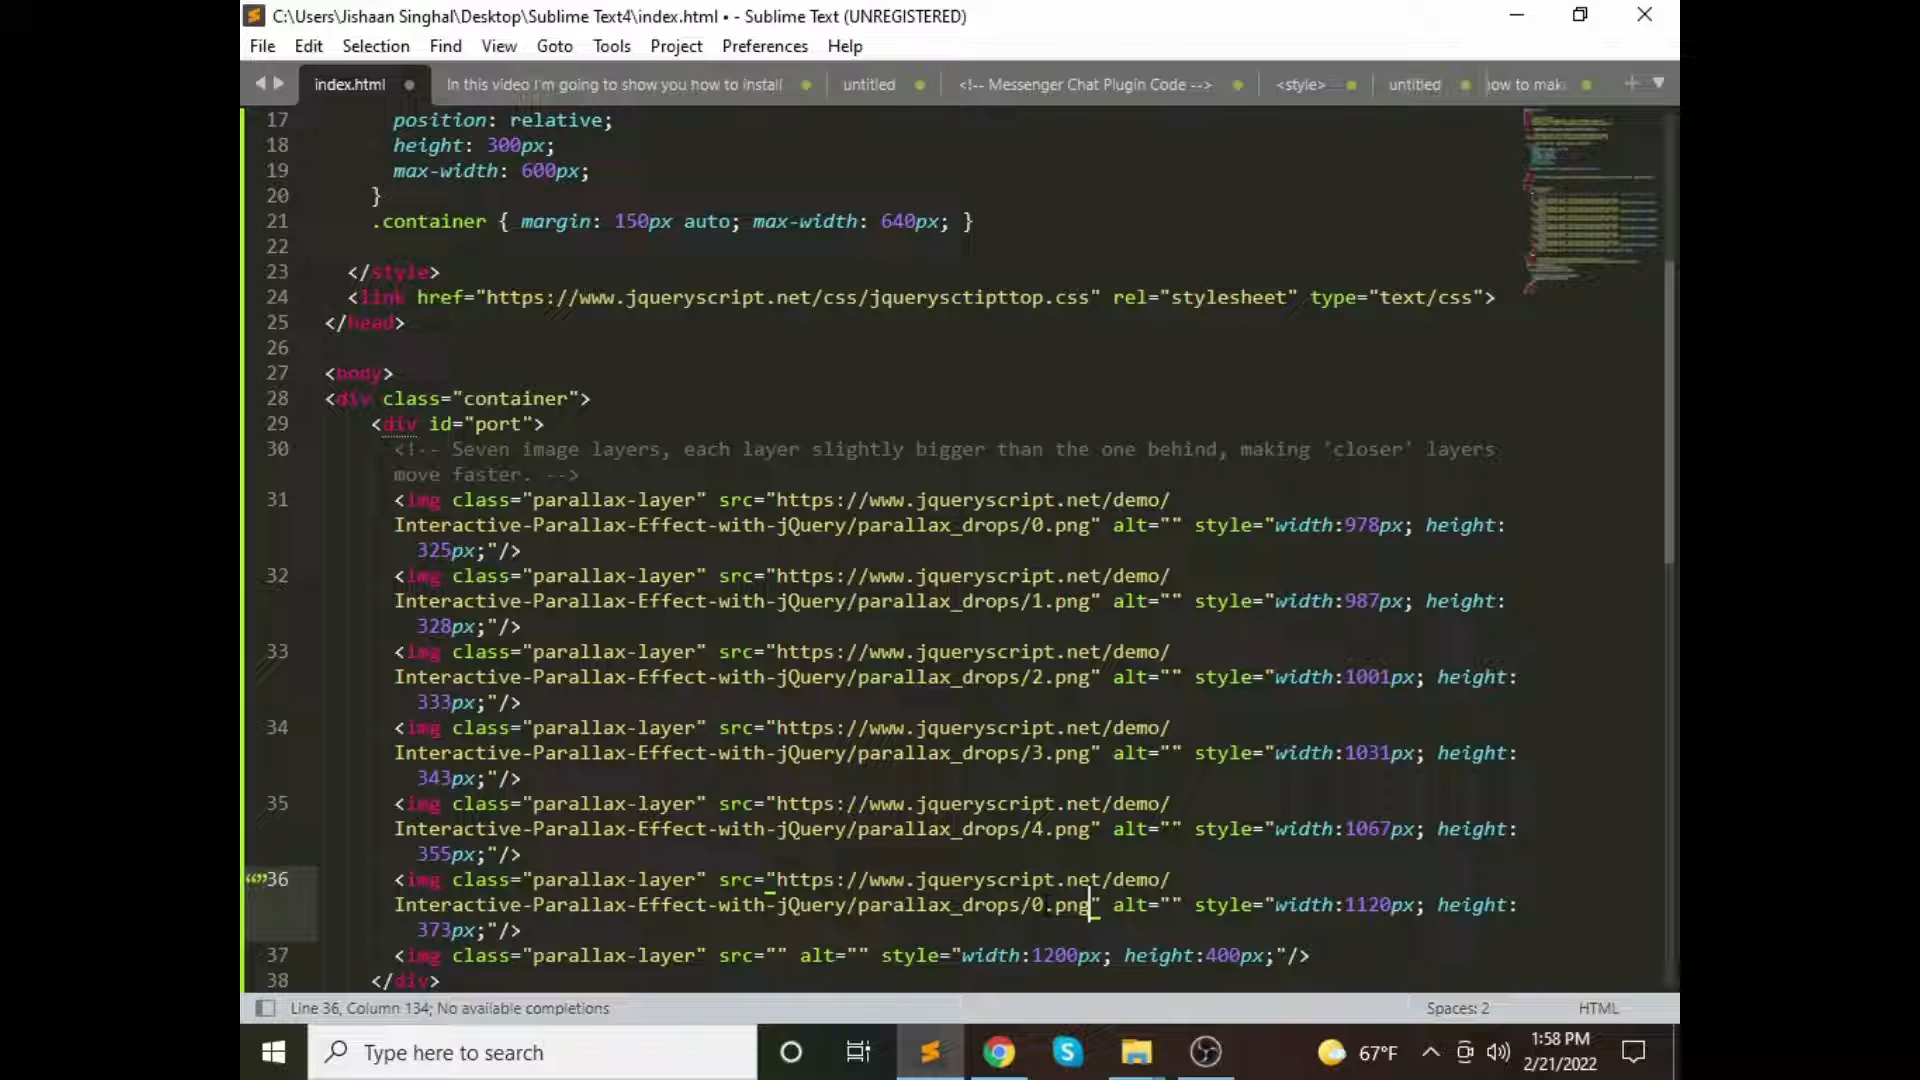 C:\Users\Jishaan Singhal\Desktop\Sublime Text4\index.html • - Sublime Text (UNREGISTERED)
File Edit Selection Find View Goto Tools Project Preferences Help
index.html In this video I'm going to show you how to install untitled <!-- Messenger Chat Plugin Code --> <style> untitled how to mak
17 position: relative;
18 height: 300px;
19 max-width: 600px;
20 }
21 .container { margin: 150px auto; max-width: 640px; }
22
23 </style>
24 <link href="https://www.jqueryscript.net/css/jquerysctipttop.css" rel="stylesheet" type="text/css">
25 </head>
26
27 <body>
28 <div class="container">
29 <div id="port">
30 <!-- Seven image layers, each layer slightly bigger than the one behind, making 'closer' layers
move faster. -->
31 <img class="parallax-layer" src="https://www.jqueryscript.net/demo/
Interactive-Parallax-Effect-with-jQuery/parallax_drops/0.png" alt="" style="width:978px; height:
325px;"/>
32 <img class="parallax-layer" src="https://www.jqueryscript.net/demo/
Interactive-Parallax-Effect-with-jQuery/parallax_drops/1.png" alt="" style="width:987px; height:
328px;"/>
33 <img class="parallax-layer" src="https://www.jqueryscript.net/demo/
Interactive-Parallax-Effect-with-jQuery/parallax_drops/2.png" alt="" style="width:1001px; height:
333px;"/>
34 <img class="parallax-layer" src="https://www.jqueryscript.net/demo/
Interactive-Parallax-Effect-with-jQuery/parallax_drops/3.png" alt="" style="width:1031px; height:
343px;"/>
35 <img class="parallax-layer" src="https://www.jqueryscript.net/demo/
Interactive-Parallax-Effect-with-jQuery/parallax_drops/4.png" alt="" style="width:1067px; height:
355px;"/>
36 <img class="parallax-layer" src="https://www.jqueryscript.net/demo/
Interactive-Parallax-Effect-with-jQuery/parallax_drops/0.png" alt="" style="width:1120px; height:
373px;"/>
37 <img class="parallax-layer" src="" alt="" style="width:1200px; height:400px;"/>
38 </div>
Line 36, Column 134; No available completions Spaces: 2 HTML
Type here to search 67°F 1:58 PM
2/21/2022